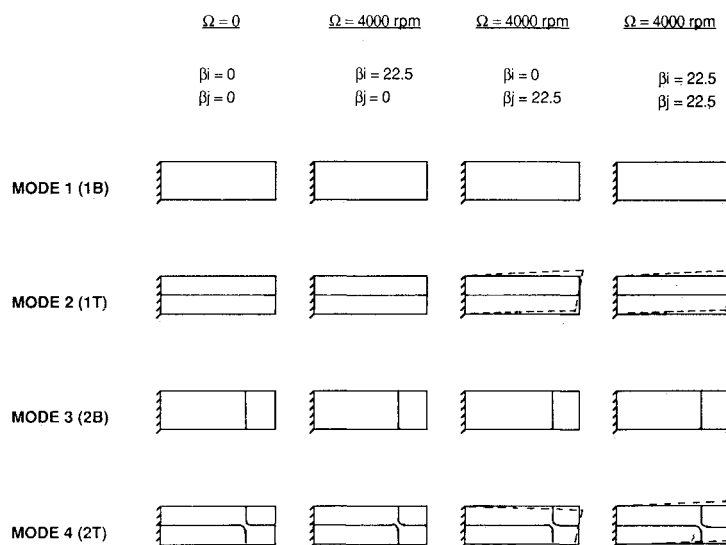 Ω = 0 Ω = 4000 rpm Ω = 4000 rpm Ω = 4000 rpm
βi = 0 βi = 22.5 βi = 0 βi = 22.5
βj = 0 βj = 0 βj = 22.5 βj = 22.5
MODE 1 (1B)
MODE 2 (1T)
MODE 3 (2B)
MODE 4 (2T)